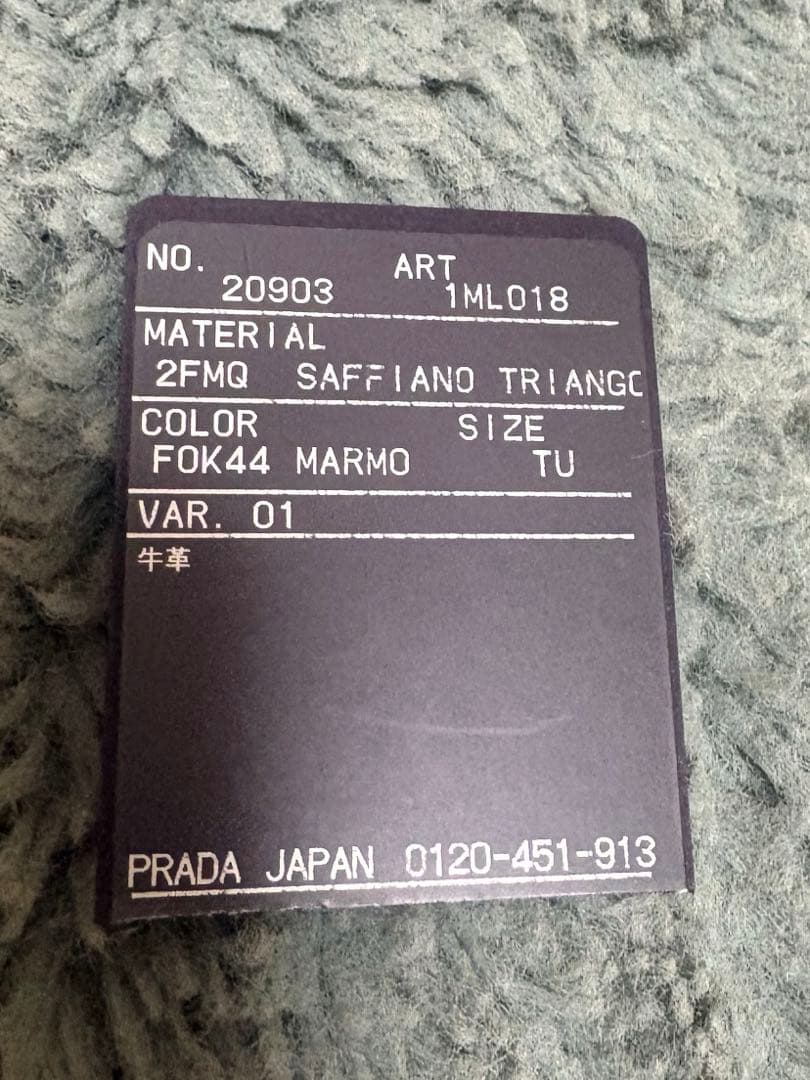 NO. ART
20903 1ML018
MATERIAL
2FMQ SAFFIANO TRIANGO
COLOR SIZE
F0K44 MARMO TU
VAR. 01
牛革
PRADA JAPAN 0120-451-913